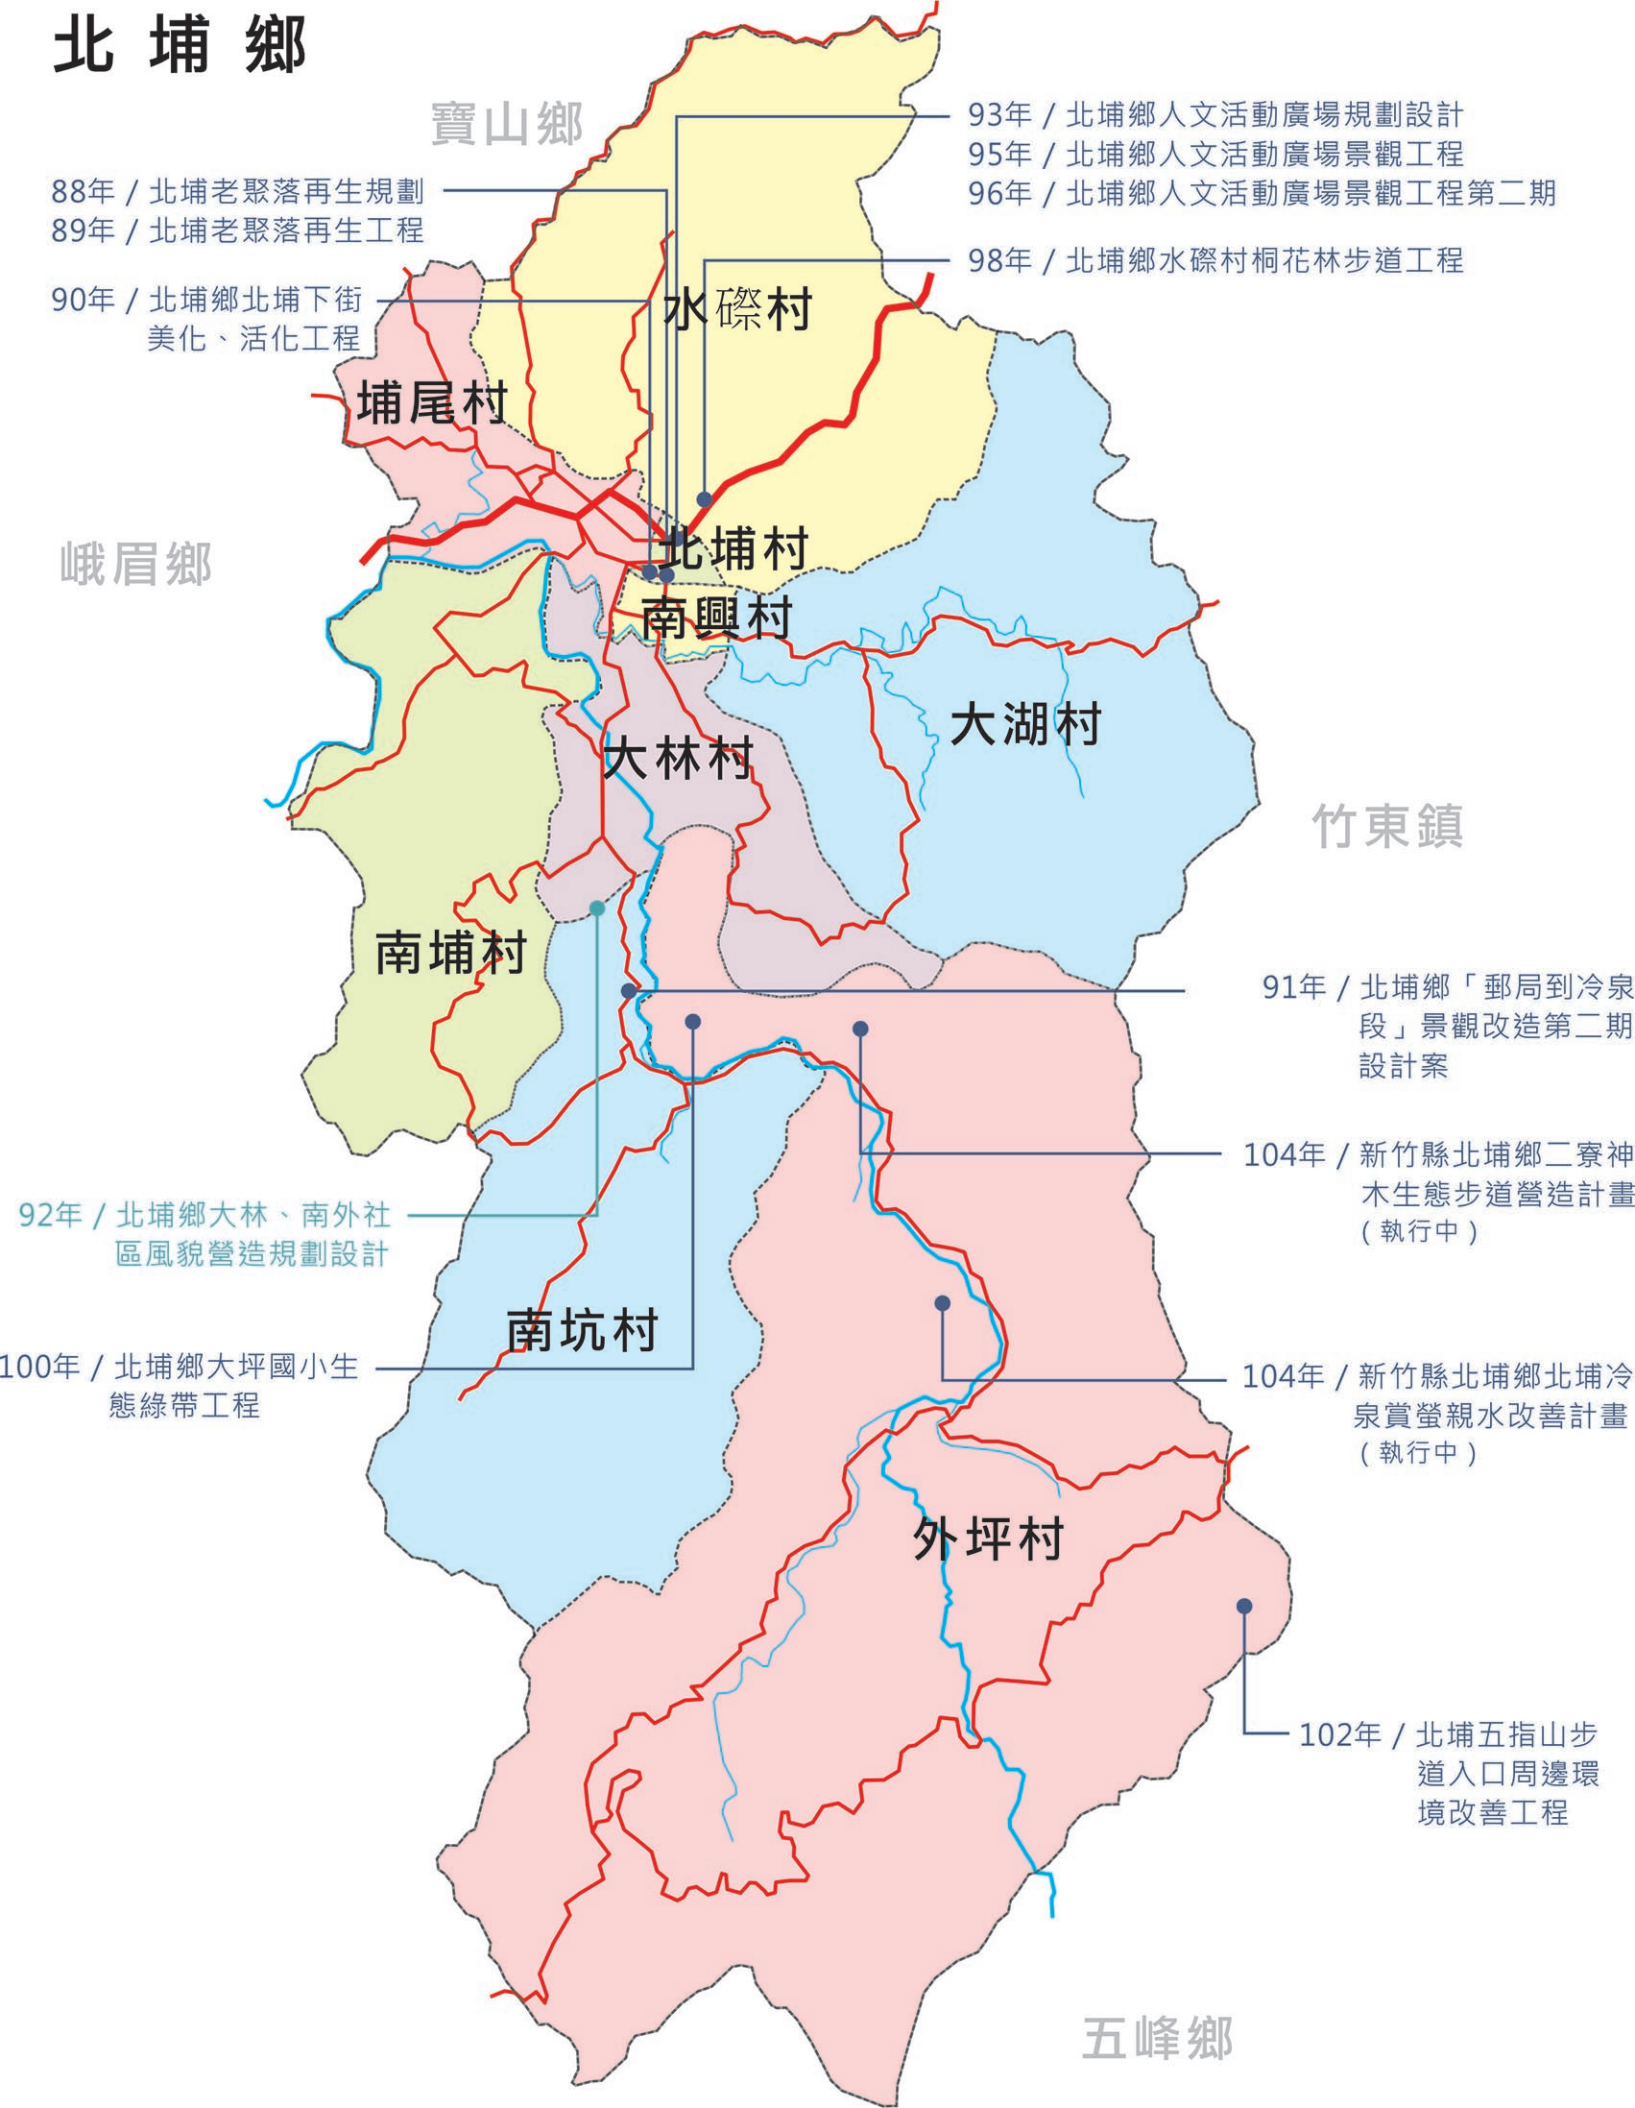 北埔鄉
寶山鄉
93年 / 北埔鄉人文活動廣場規劃設計
95年 / 北埔鄉人文活動廣場景觀工程
96年 / 北埔鄉人文活動廣場景觀工程第二期
88年 / 北埔老聚落再生規劃
89年 / 北埔老聚落再生工程
98年 / 北埔鄉水磜村桐花林步道工程
90年 / 北埔鄉北埔下街
美化、活化工程
水磜村
埔尾村
北埔村
峨眉鄉
南興村
大湖村
大林村
竹東鎮
南埔村
91年 / 北埔鄉「郵局到冷泉
段」景觀改造第二期
設計案
104年 / 新竹縣北埔鄉二寮神
木生態步道營造計畫
(執行中)
92年 / 北埔鄉大林、南外社
區風貌營造規劃設計
南坑村
100年 / 北埔鄉大坪國小生
態綠帶工程
104年 / 新竹縣北埔鄉北埔冷
泉賞螢親水改善計畫
(執行中)
外坪村
102年 / 北埔五指山步
道入口周邊環
境改善工程
五峰鄉